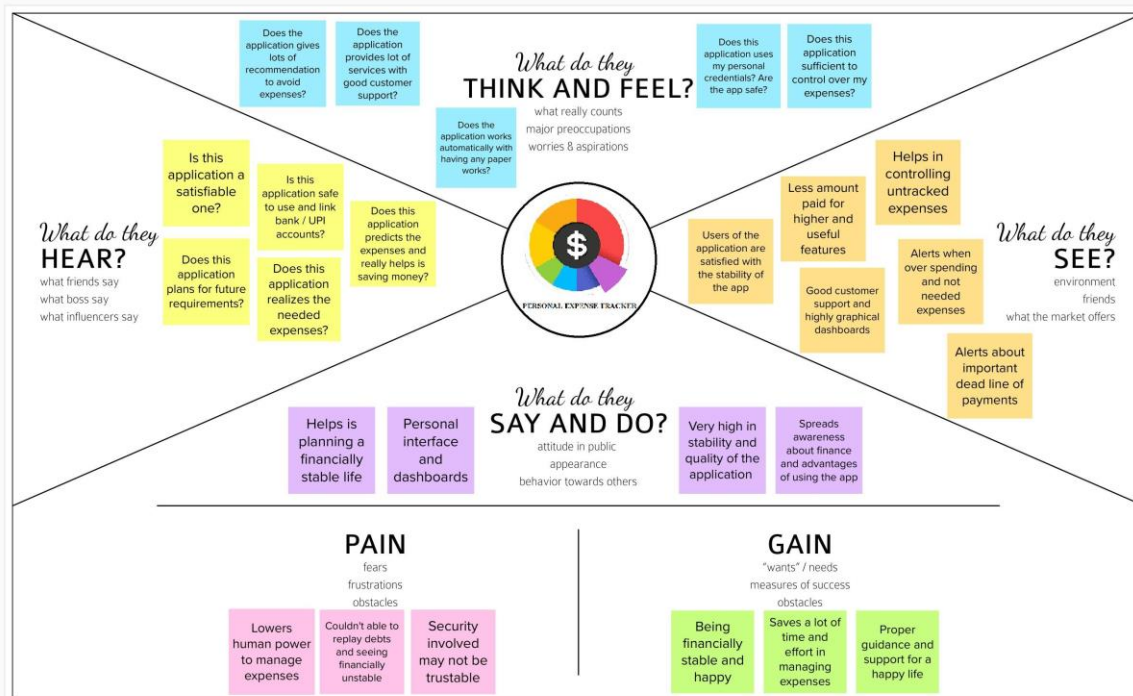 Does the
application gives
lots of
recommendation
to avoid
expenses?
Does the
application
provides lot of
services with
good customer
support?
What do they
THINK AND FEEL?
what really counts
major preoccupations
worries & aspirations
Does this
application uses
my personal
credentials? Are
the app safe?
Does this
application
sufficient to
control over my
expenses?
Does the
application works
automatically with
having any paper
works?
What do they
HEAR?
what friends say
what boss say
what influencers say
Is this
application a
satisfiable
one?
Is this
application safe
to use and link
bank / UPI
accounts?
Does this
application
predicts the
expenses and
really helps is
saving money?
Does this
application
plans for future
requirements?
Does this
application
realizes the
needed
expenses?
$
PERSONAL EXPENSE TRACKER
Users of the
application are
satisfied with
the stability of
the app
Less amount
paid for
higher and
useful
features
Helps in
controlling
untracked
expenses
Good customer
support and
highly graphical
dashboards
Alerts when
over spending
and not
needed
expenses
Alerts about
important
dead line of
payments
What do they
SEE?
environment
friends
what the market offers
What do they
SAY AND DO?
attitude in public
appearance
behavior towards others
Helps is
planning a
financially
stable life
Personal
interface
and
dashboards
Very high in
stability and
quality of the
application
Spreads
awareness
about finance
and advantages
of using the app
PAIN
fears
frustrations
obstacles
Lowers
human power
to manage
expenses
Couldn't able to
replay debts
and seeing
financially
unstable
Security
involved
may not be
trustable
GAIN
"wants" / needs
measures of success
obstacles
Being
financially
stable and
happy
Saves a lot of
time and
effort in
managing
expenses
Proper
guidance and
support for a
happy life